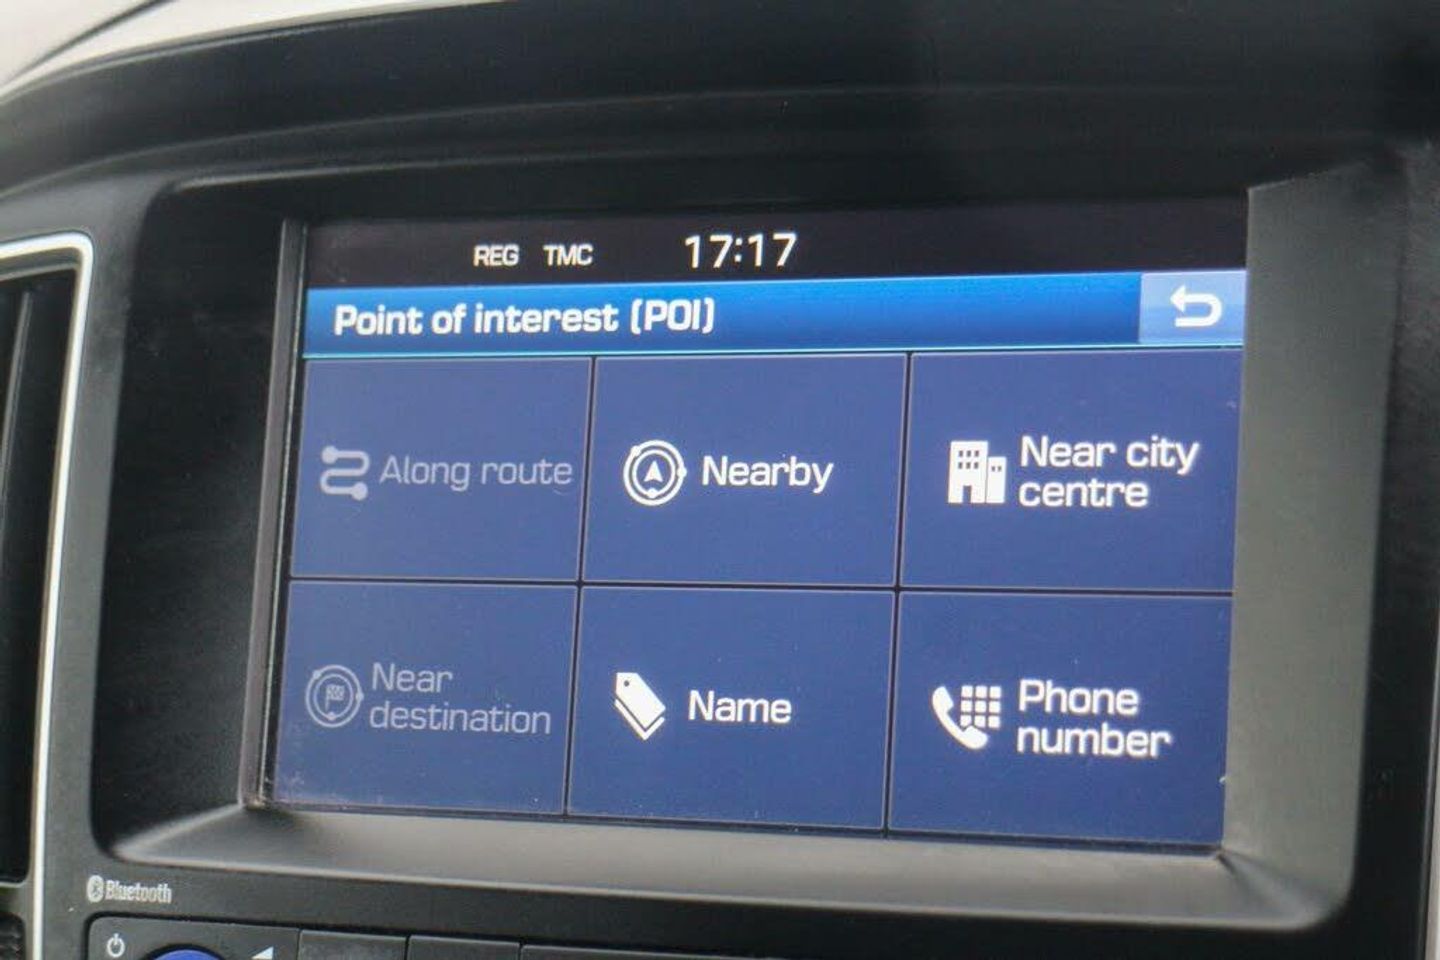 REG TMC 17:17
Point of interest (POI)
Along route
Nearby
Near city
centre
Near
destination
Name
Phone
number
Bluetooth